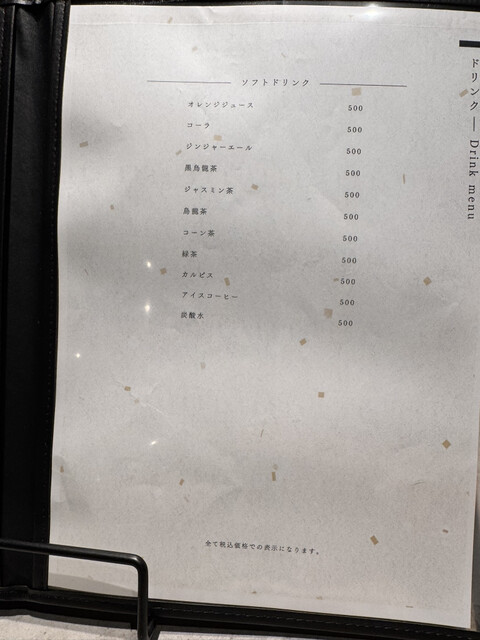 ドリンク — Drink menu
ソフトドリンク
オレンジジュース 500
コーラ 500
ジンジャーエール 500
黒烏龍茶 500
ジャスミン茶 500
烏龍茶 500
コーン茶 500
緑茶 500
カルピス 500
アイスコーヒー 500
炭酸水 500
全て税込価格での表示になります。